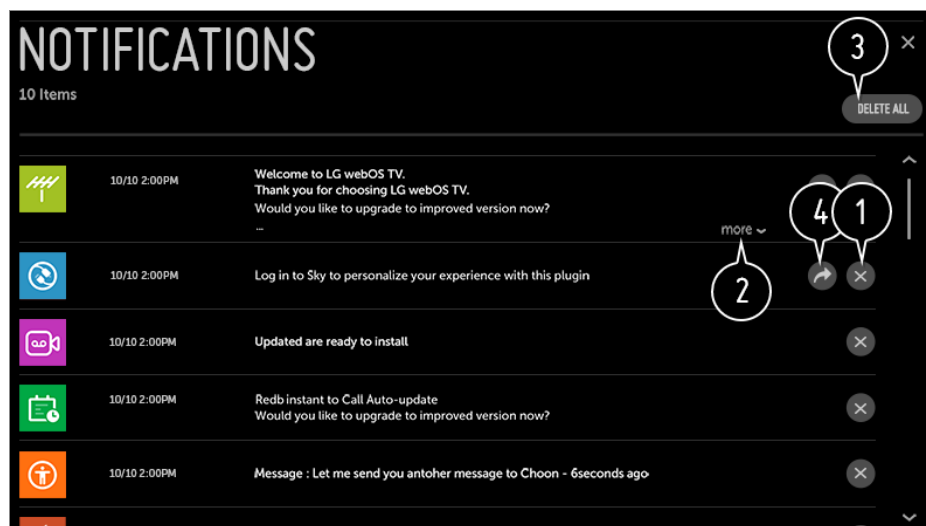 NOTIFICATIONS
10 Items
3
DELETE ALL
10/10 2:00PM
Welcome to LG webOS TV.
Thank you for choosing LG webOS TV.
Would you like to upgrade to improved version now?
...
more
4
1
2
10/10 2:00PM
Log in to Sky to personalize your experience with this plugin
10/10 2:00PM
Updated are ready to install
10/10 2:00PM
Redb instant to Call Auto-update
Would you like to upgrade to improved version now?
10/10 2:00PM
Message : Let me send you antoher message to Choon - 6seconds ago